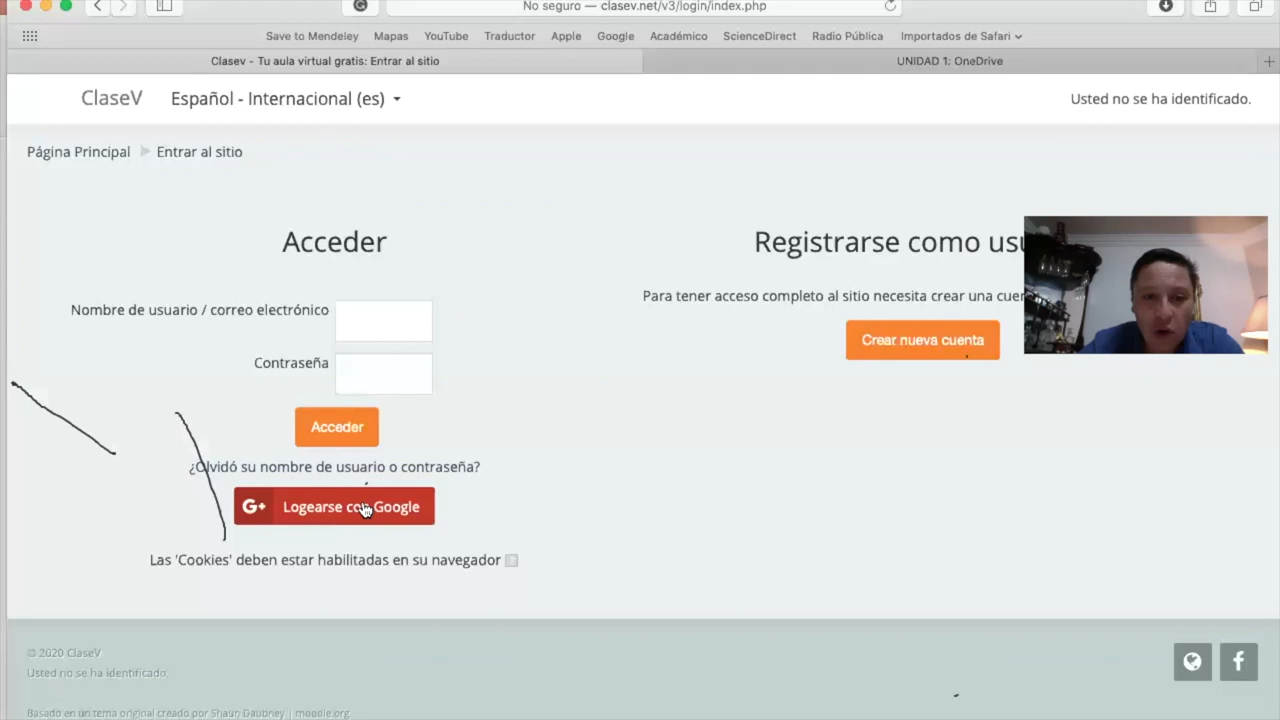 No seguro — clasev.net/v3/login/index.php
Save to Mendeley Mapas YouTube Traductor Apple Google Académico ScienceDirect Radio Pública Importados de Safari
Clasev - Tu aula virtual gratis: Entrar al sitio
UNIDAD 1: OneDrive
ClaseV Español - Internacional (es)
Usted no se ha identificado.
Página Principal Entrar al sitio
Acceder
Nombre de usuario / correo electrónico
Contraseña
Acceder
¿Olvidó su nombre de usuario o contraseña?
G+ Logearse con Google
Las 'Cookies' deben estar habilitadas en su navegador
Registrarse como
Para tener acceso completo al sitio necesita crear una
Crear nueva cuenta
© 2020 ClaseV
Usted no se ha identificado.
Basado en un tema original creado por Shaun Daubney | moodle.org